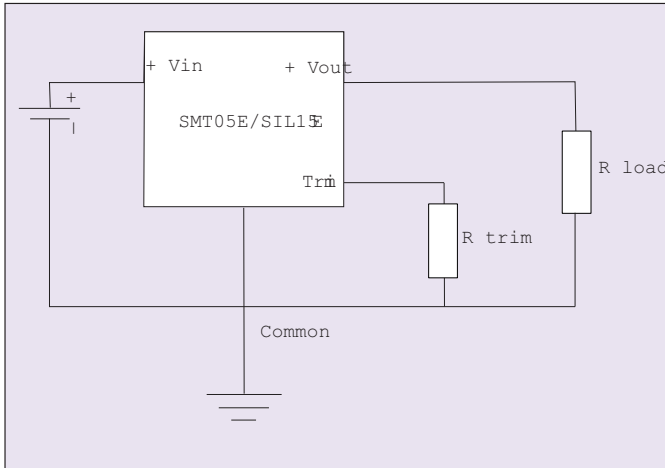 + Vin
+ Vout
+
SMT05E/SIL15E
Trim
R load
R trim
Common